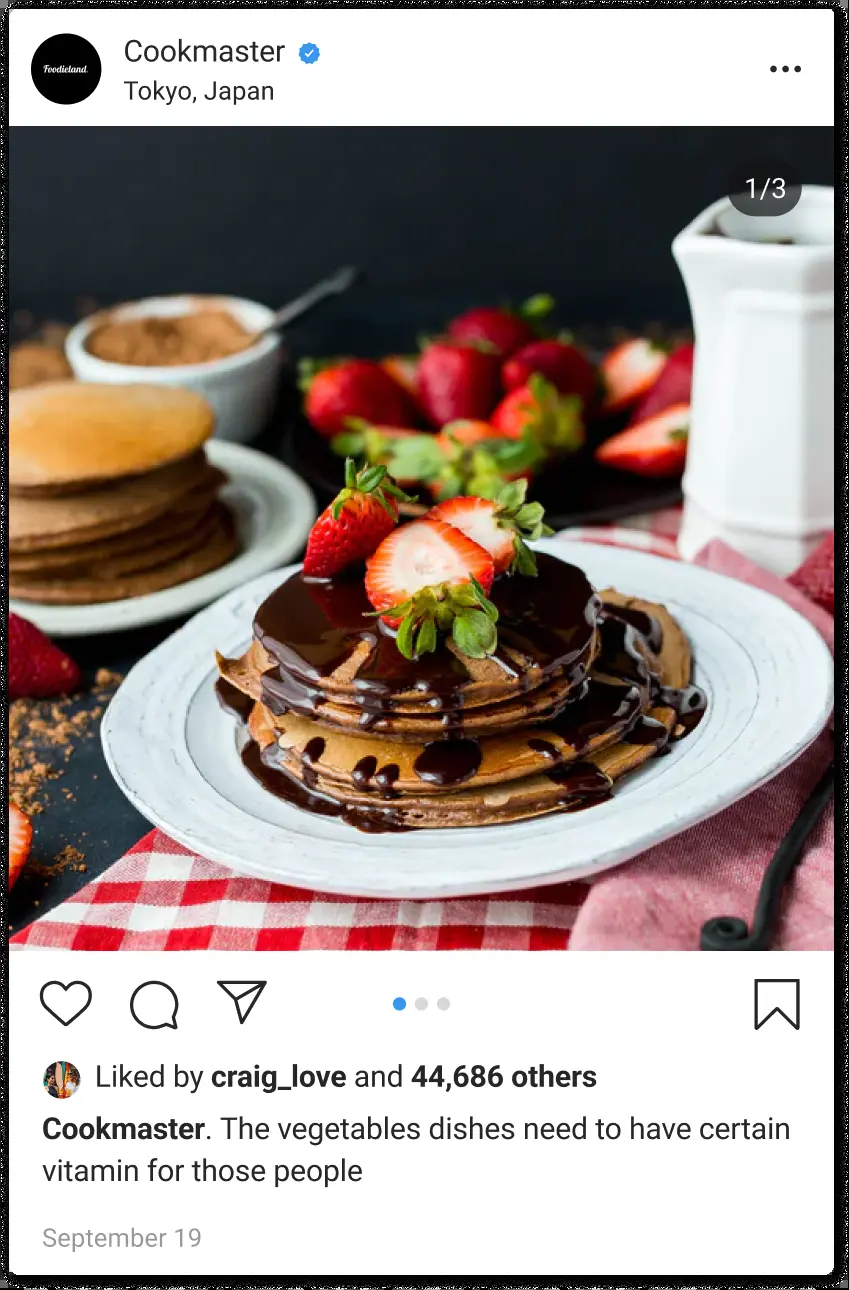 Foodieland.
Cookmaster
Tokyo, Japan
1/3
Liked by craig_love and 44,686 others
Cookmaster. The vegetables dishes need to have certain
vitamin for those people
September 19